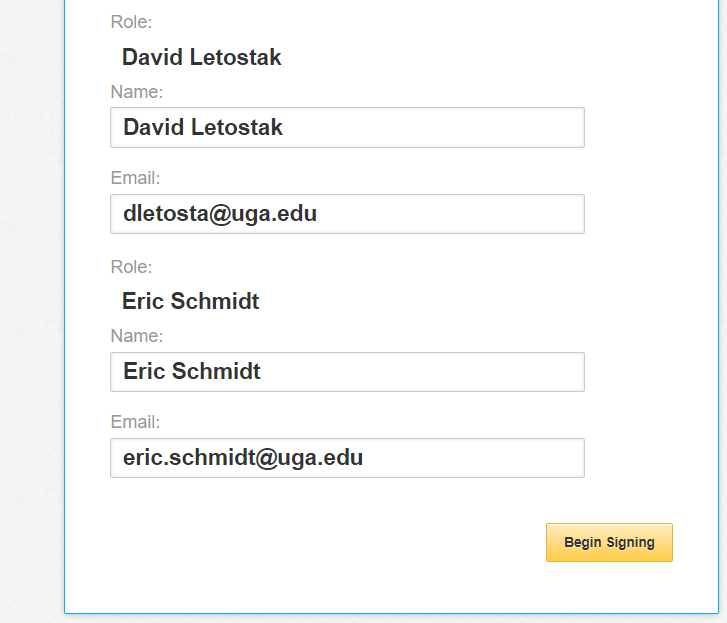 Role:
David Letostak
Name:
David Letostak
Email:
dletosta@uga.edu
Role:
Eric Schmidt
Name:
Eric Schmidt
Email:
eric.schmidt@uga.edu
Begin Signing